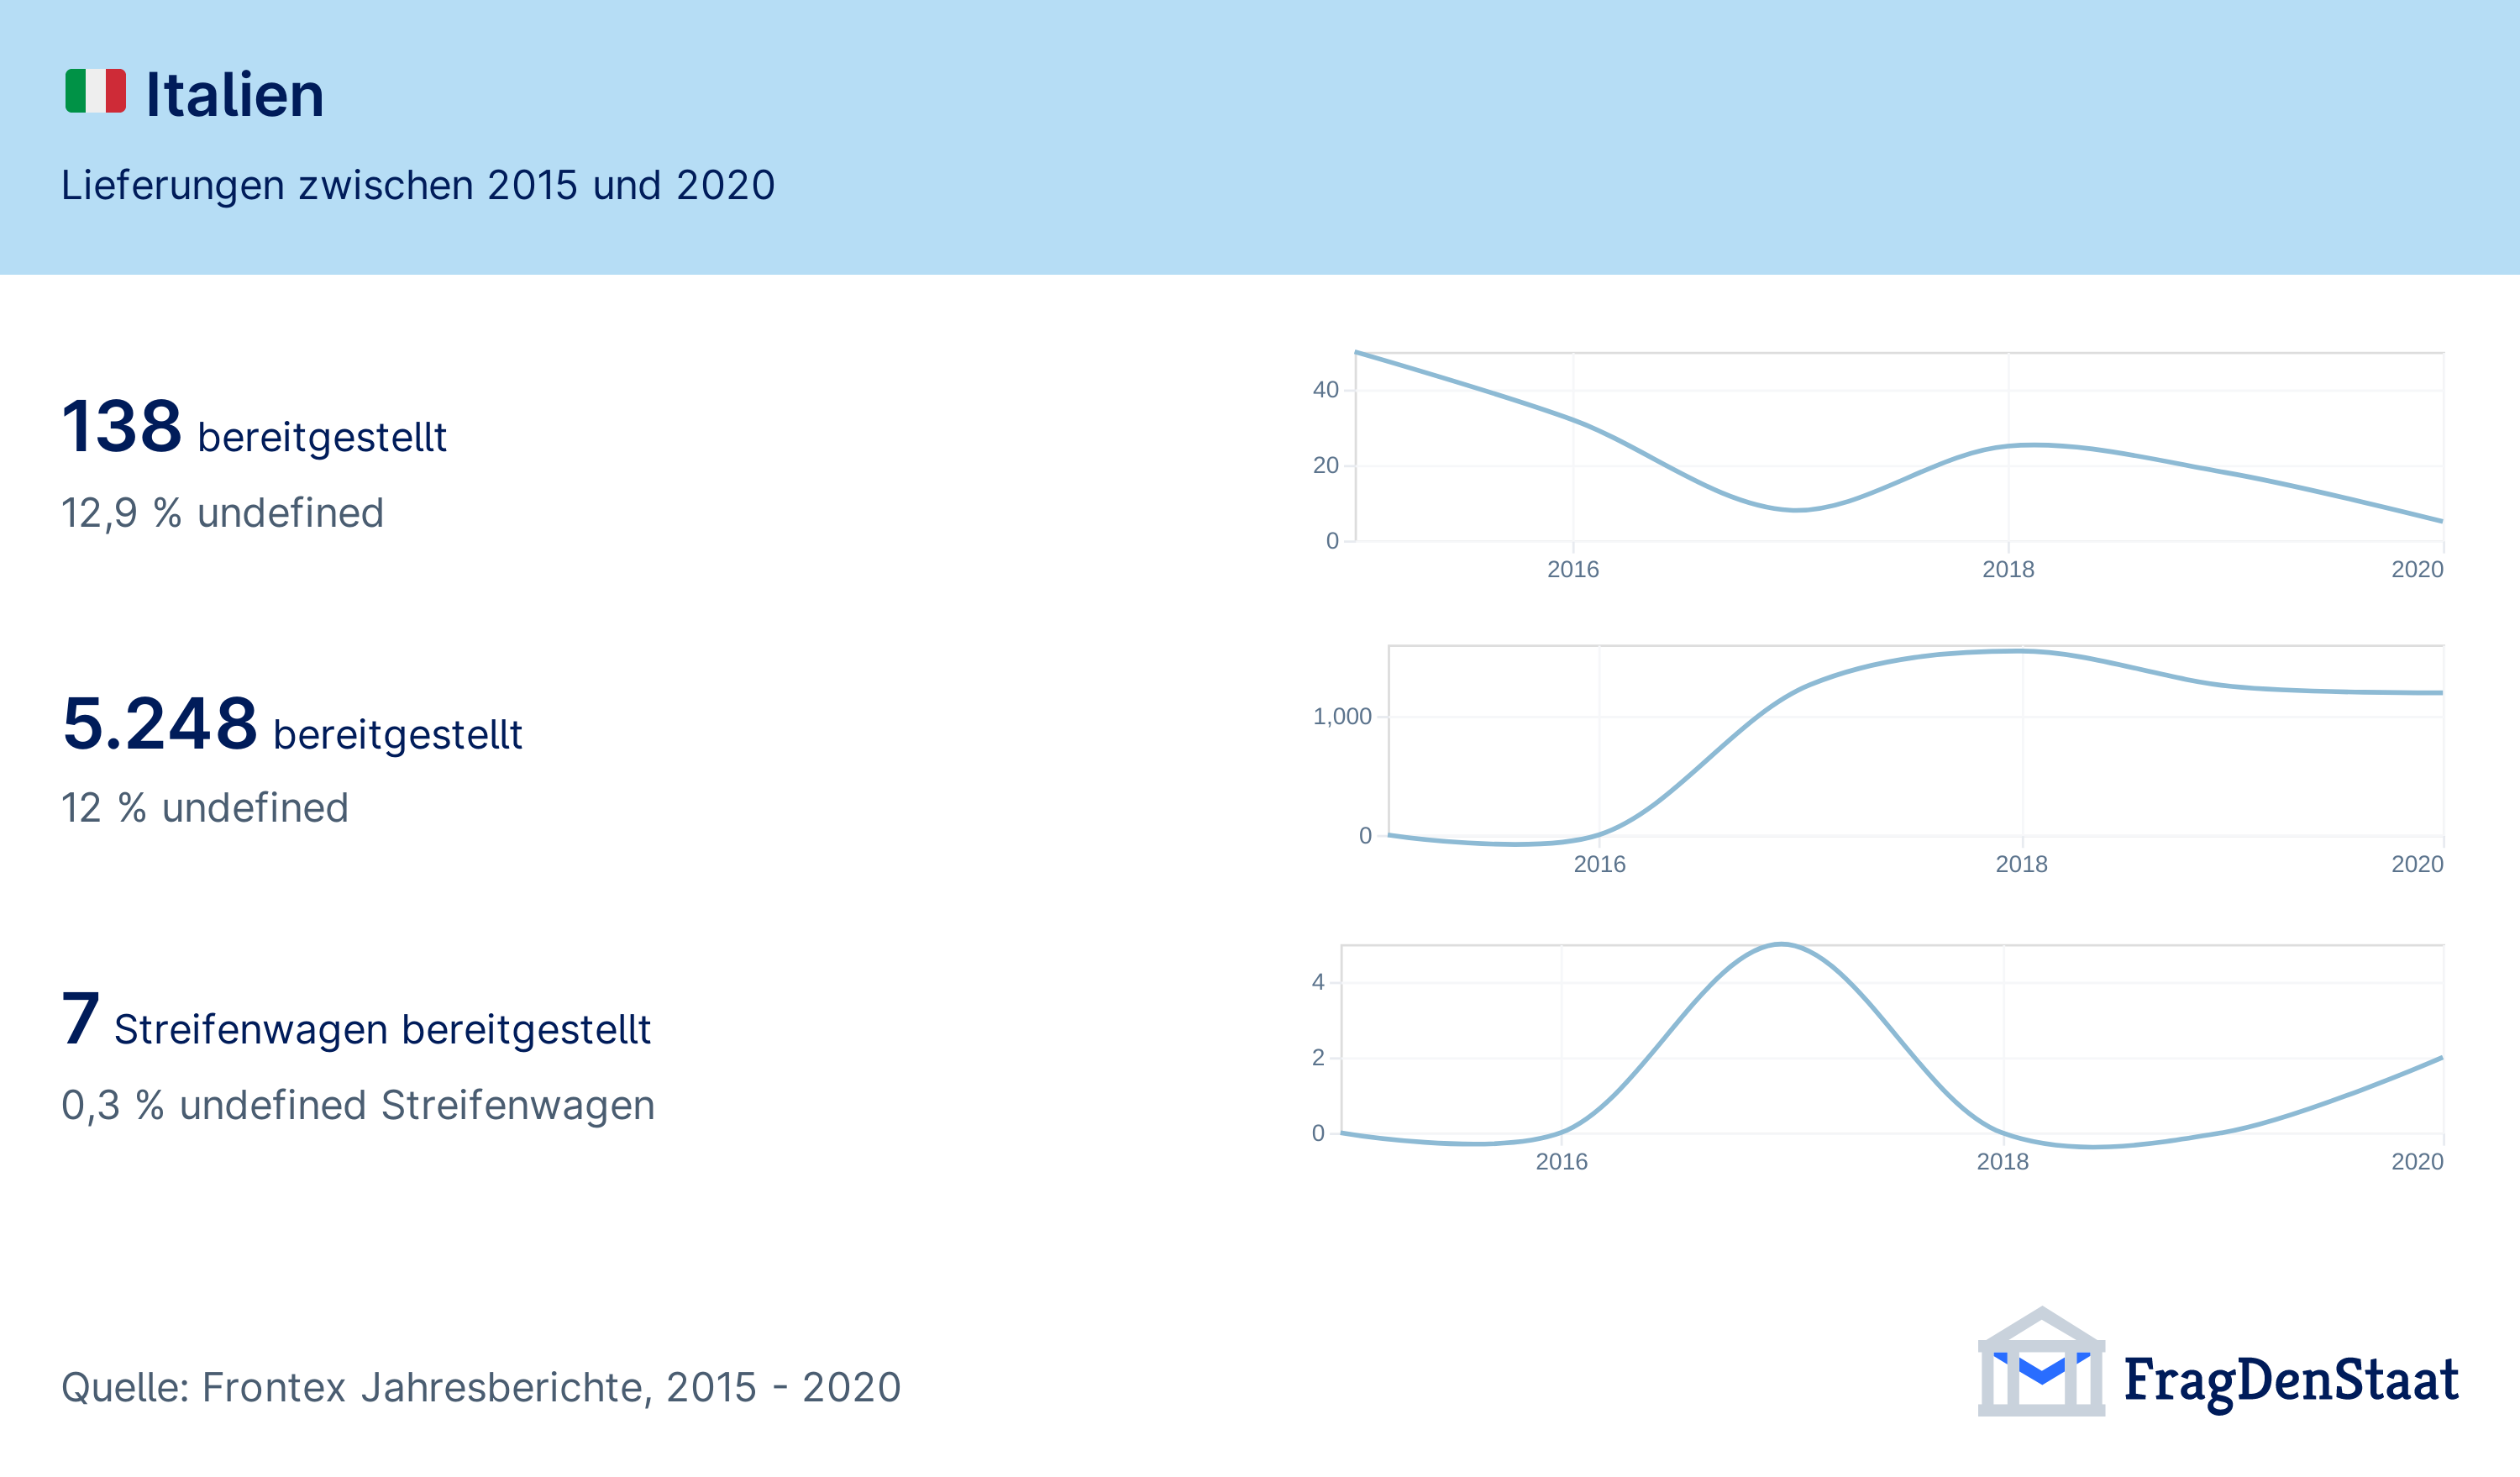 Italien
Lieferungen zwischen 2015 und 2020
138 bereitgestellt
12,9 % undefined
40
20
0
2016 2018 2020
5.248 bereitgestellt
12 % undefined
1,000
0
2016 2018 2020
7 Streifenwagen bereitgestellt
0,3 % undefined Streifenwagen
4
2
0
2016 2018 2020
Quelle: Frontex Jahresberichte, 2015 - 2020
FragDenStaat